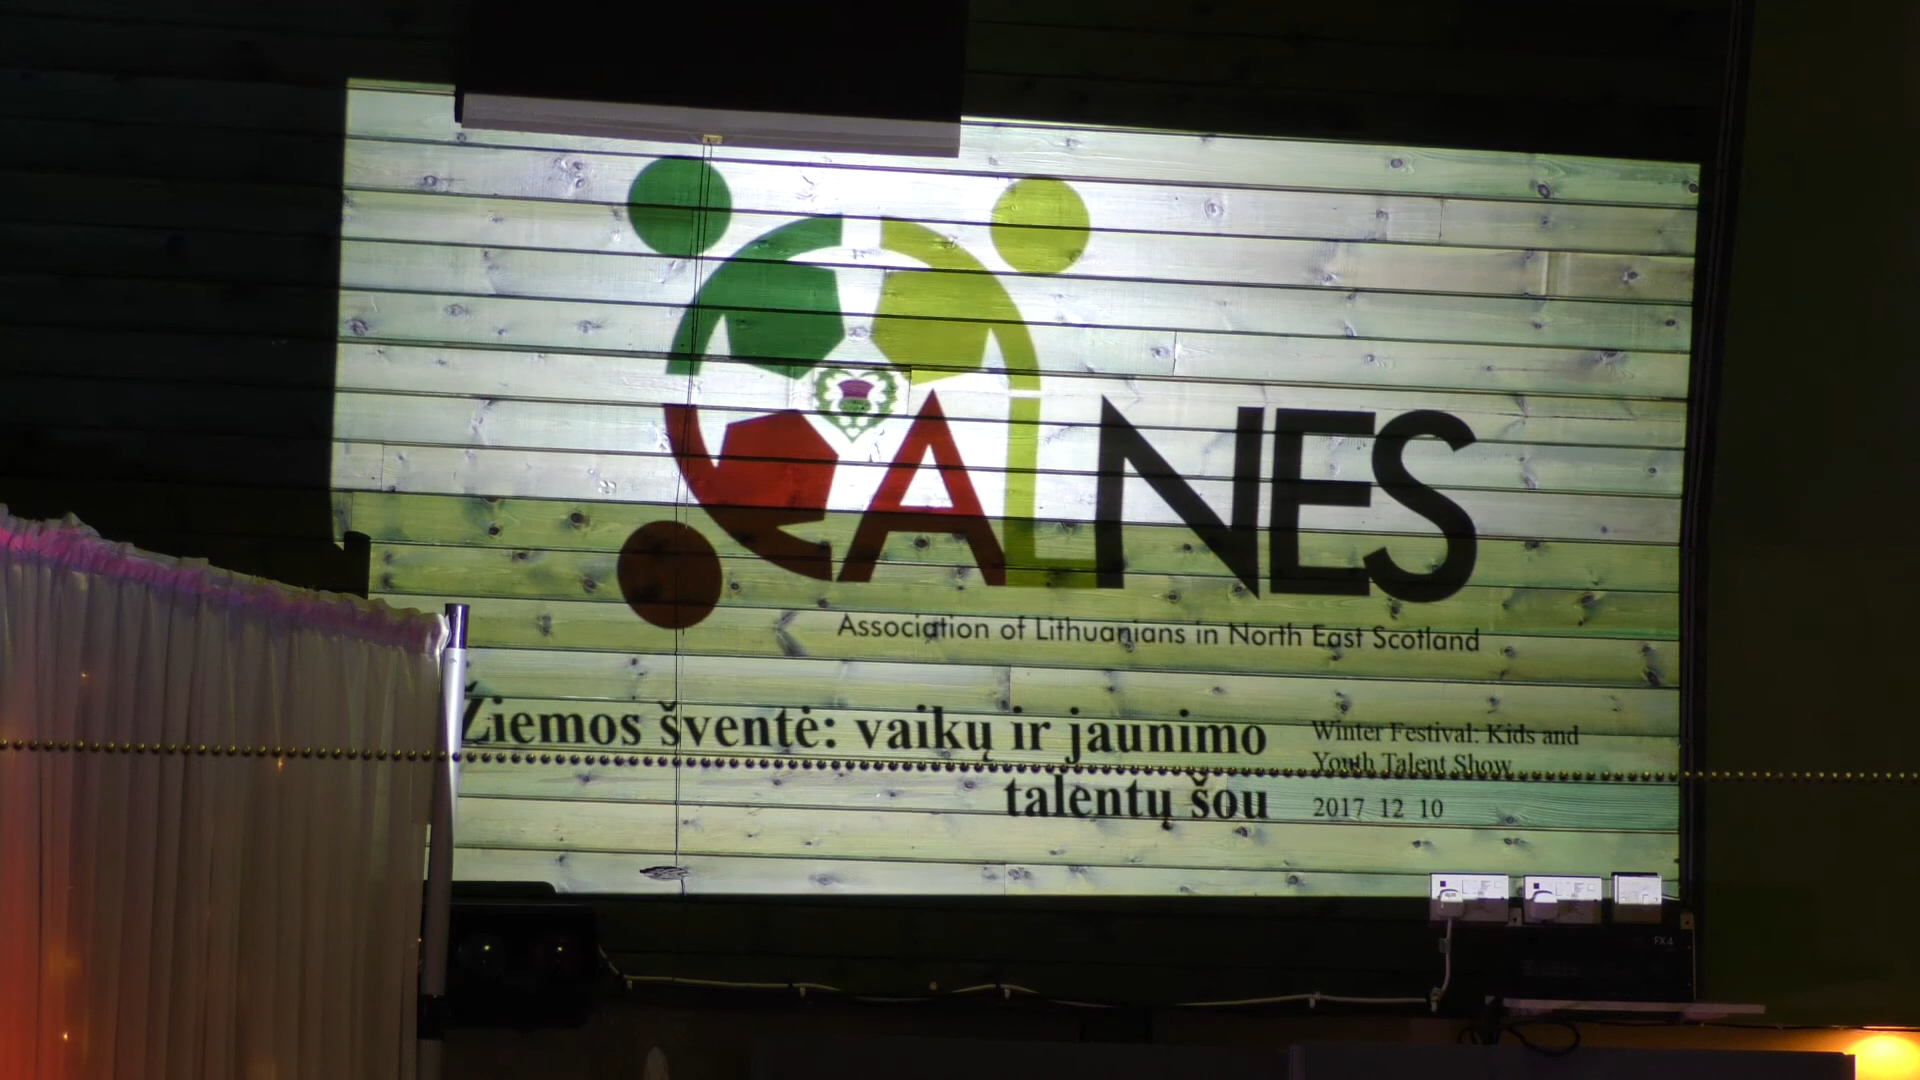 ALNES
Association of Lithuanians in North East Scotland
Žiemos šventė: vaikų ir jaunimo
talentų šou
Winter Festival: Kids and
Youth Talent Show
2017 12 10
FX4